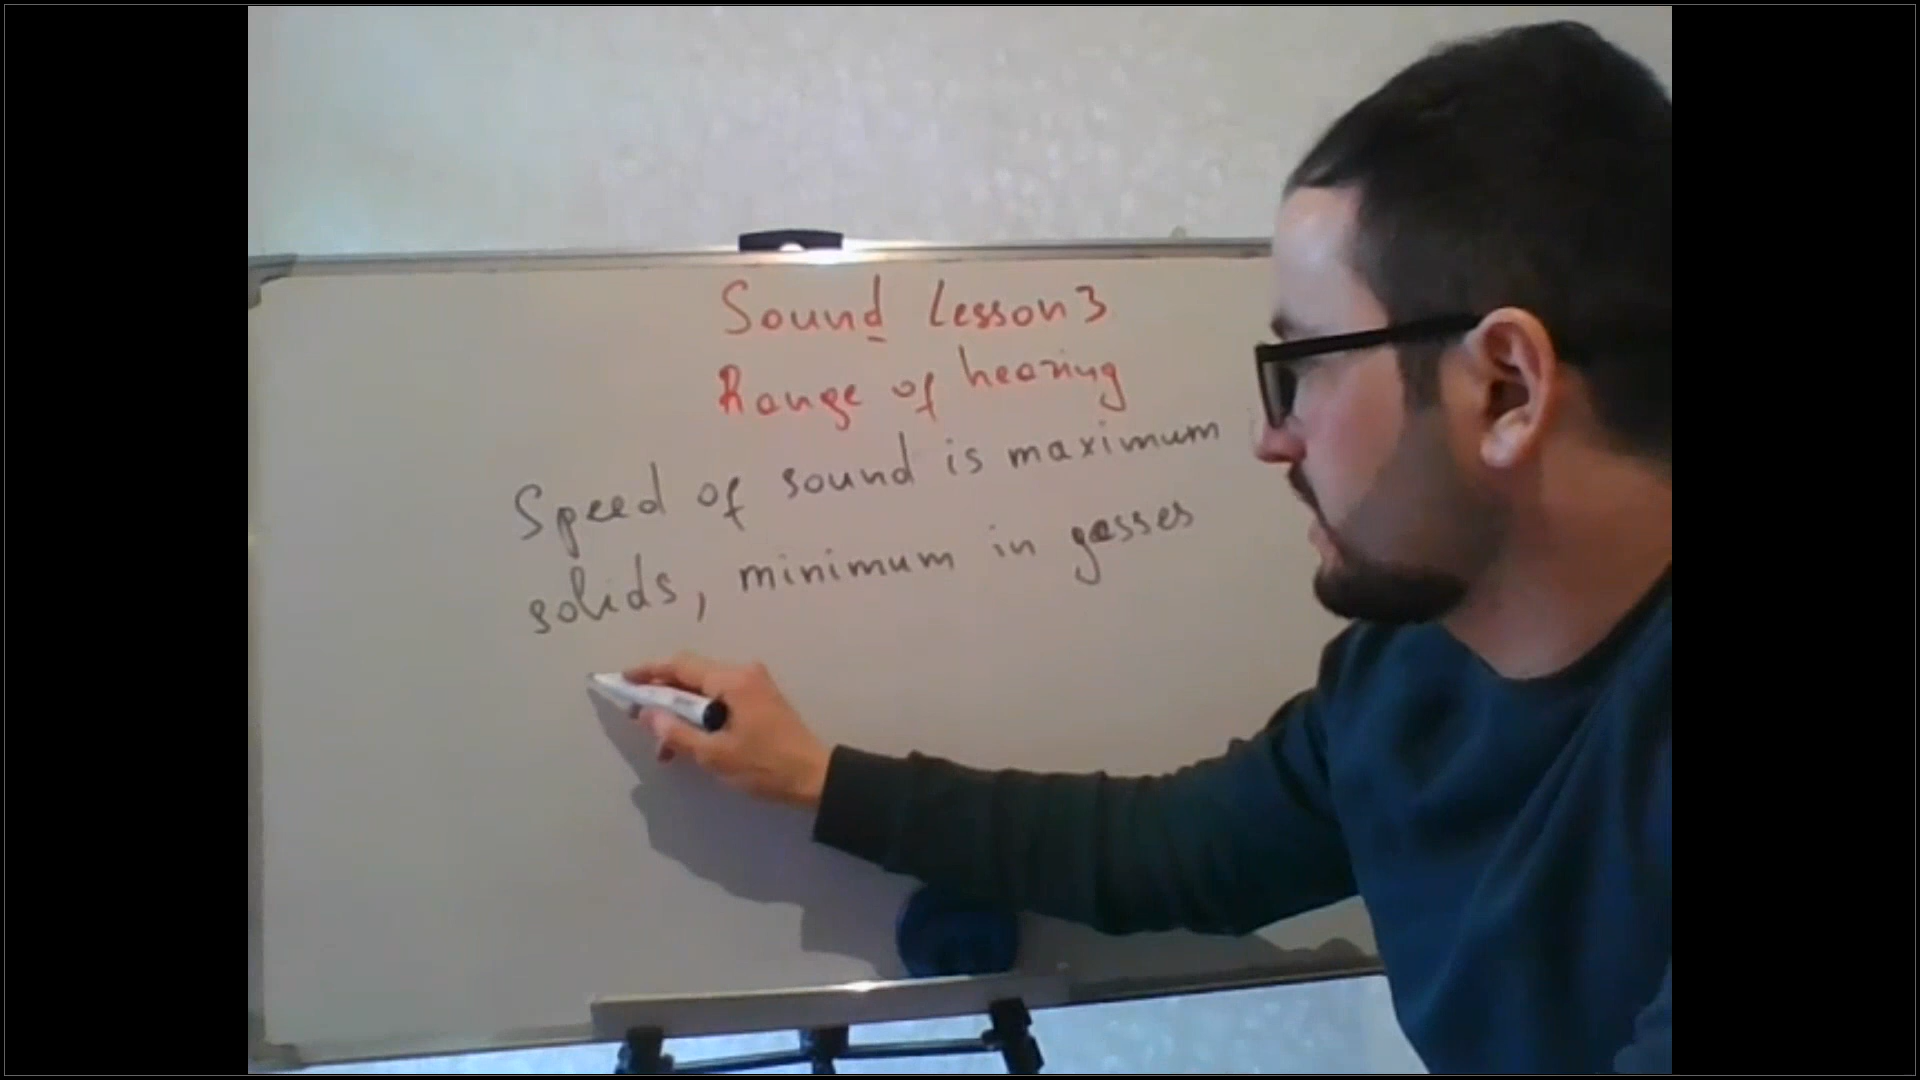 Sound Lesson 3
Range of hearing
Speed of sound is maximum
solids, minimum in gasses